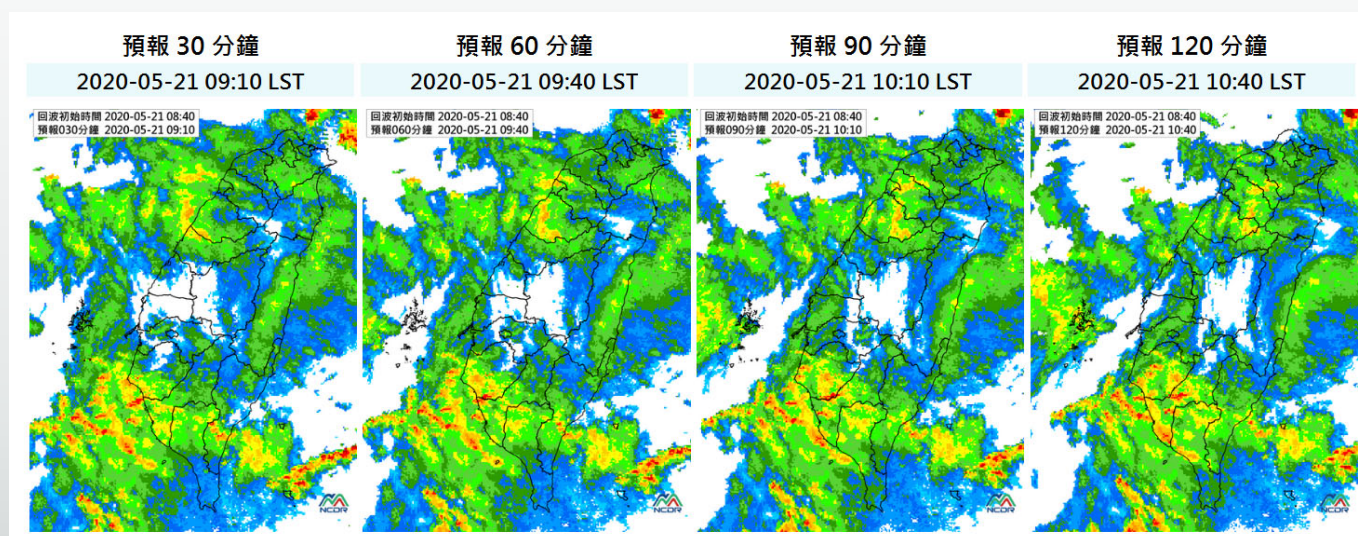 預報 30 分鐘
2020-05-21 09:10 LST
回波初始時間 2020-05-21 08:40
預報030分鐘 2020-05-21 09:10
NCDR
預報 60 分鐘
2020-05-21 09:40 LST
回波初始時間 2020-05-21 08:40
預報060分鐘 2020-05-21 09:40
NCDR
預報 90 分鐘
2020-05-21 10:10 LST
回波初始時間 2020-05-21 08:40
預報090分鐘 2020-05-21 10:10
NCDR
預報 120 分鐘
2020-05-21 10:40 LST
回波初始時間 2020-05-21 08:40
預報120分鐘 2020-05-21 10:40
NCDR